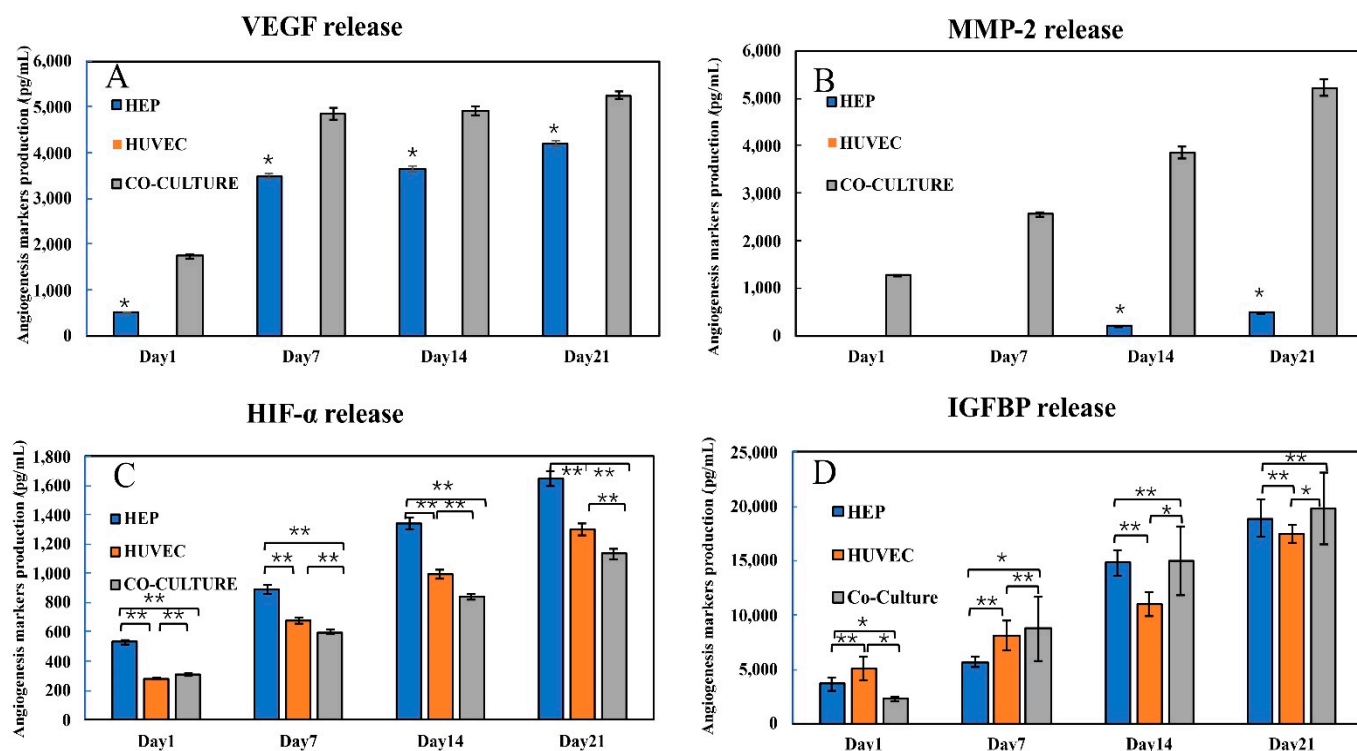 VEGF release
A
Angiogenesis markers production /(pg/mL)
6,000
5,000
4,000
3,000
2,000
1,000
0
HEP
HUVEC
CO-CULTURE
*
*
*
*
Day1 Day7 Day14 Day21
MMP-2 release
B
Angiogenesis markers production /(pg/mL)
6,000
5,000
4,000
3,000
2,000
1,000
0
HEP
HUVEC
CO-CULTURE
*
*
Day1 Day7 Day14 Day21
HIF-α release
C
Angiogenesis markers production /(pg/mL)
1,800
1,600
1,400
1,200
1,000
800
600
400
200
0
HEP
HUVEC
CO-CULTURE
**
** **
**
** **
**
** **
** **
**
Day1 Day7 Day14 Day21
IGFBP release
D
Angiogenesis markers production /(pg/mL)
25,000
20,000
15,000
10,000
5,000
0
HEP
HUVEC
Co-Culture
*
** *
*
** **
**
** *
**
** *
Day1 Day7 Day14 Day21